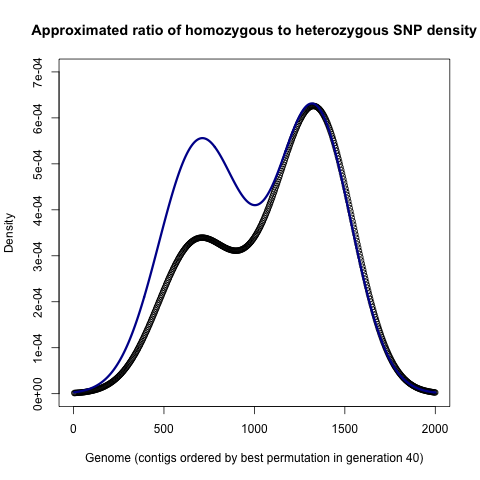 Approximated ratio of homozygous to heterozygous SNP density
7e-04
6e-04
5e-04
4e-04
3e-04
2e-04
1e-04
0e+00
Density
0 500 1000 1500 2000
Genome (contigs ordered by best permutation in generation 40)